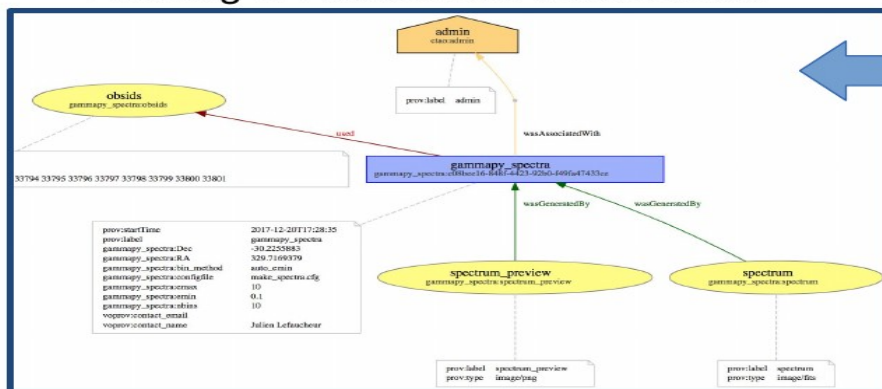 admin
ctao:admin
prov:label admin
obsids
gammapy_spectra:obsids
used
wasAssociatedWith
33794 33795 33796 33797 33798 33799 33800 33801
gammapy_spectra
wasGeneratedBy
wasGeneratedBy
prov:startTime 2017-12-20T17:28:35
prov:label gammapy_spectra
gammapy_spectra:Dec -30.2255883
gammapy_spectra:RA 329.7169379
gammapy_spectra:bin_method auto_emin
gammapy_spectra:configfile make_spectra.cfg
gammapy_spectra:emax 10
gammapy_spectra:emin 0.1
gammapy_spectra:nbins 10
voprov:contact_email
voprov:contact_name Julien Lefaucheur
spectrum_preview
gammapy_spectra:spectrum_preview
spectrum
gammapy_spectra:spectrum
prov:label spectrum_preview
prov:type image/png
prov:label spectrum
prov:type image/fits